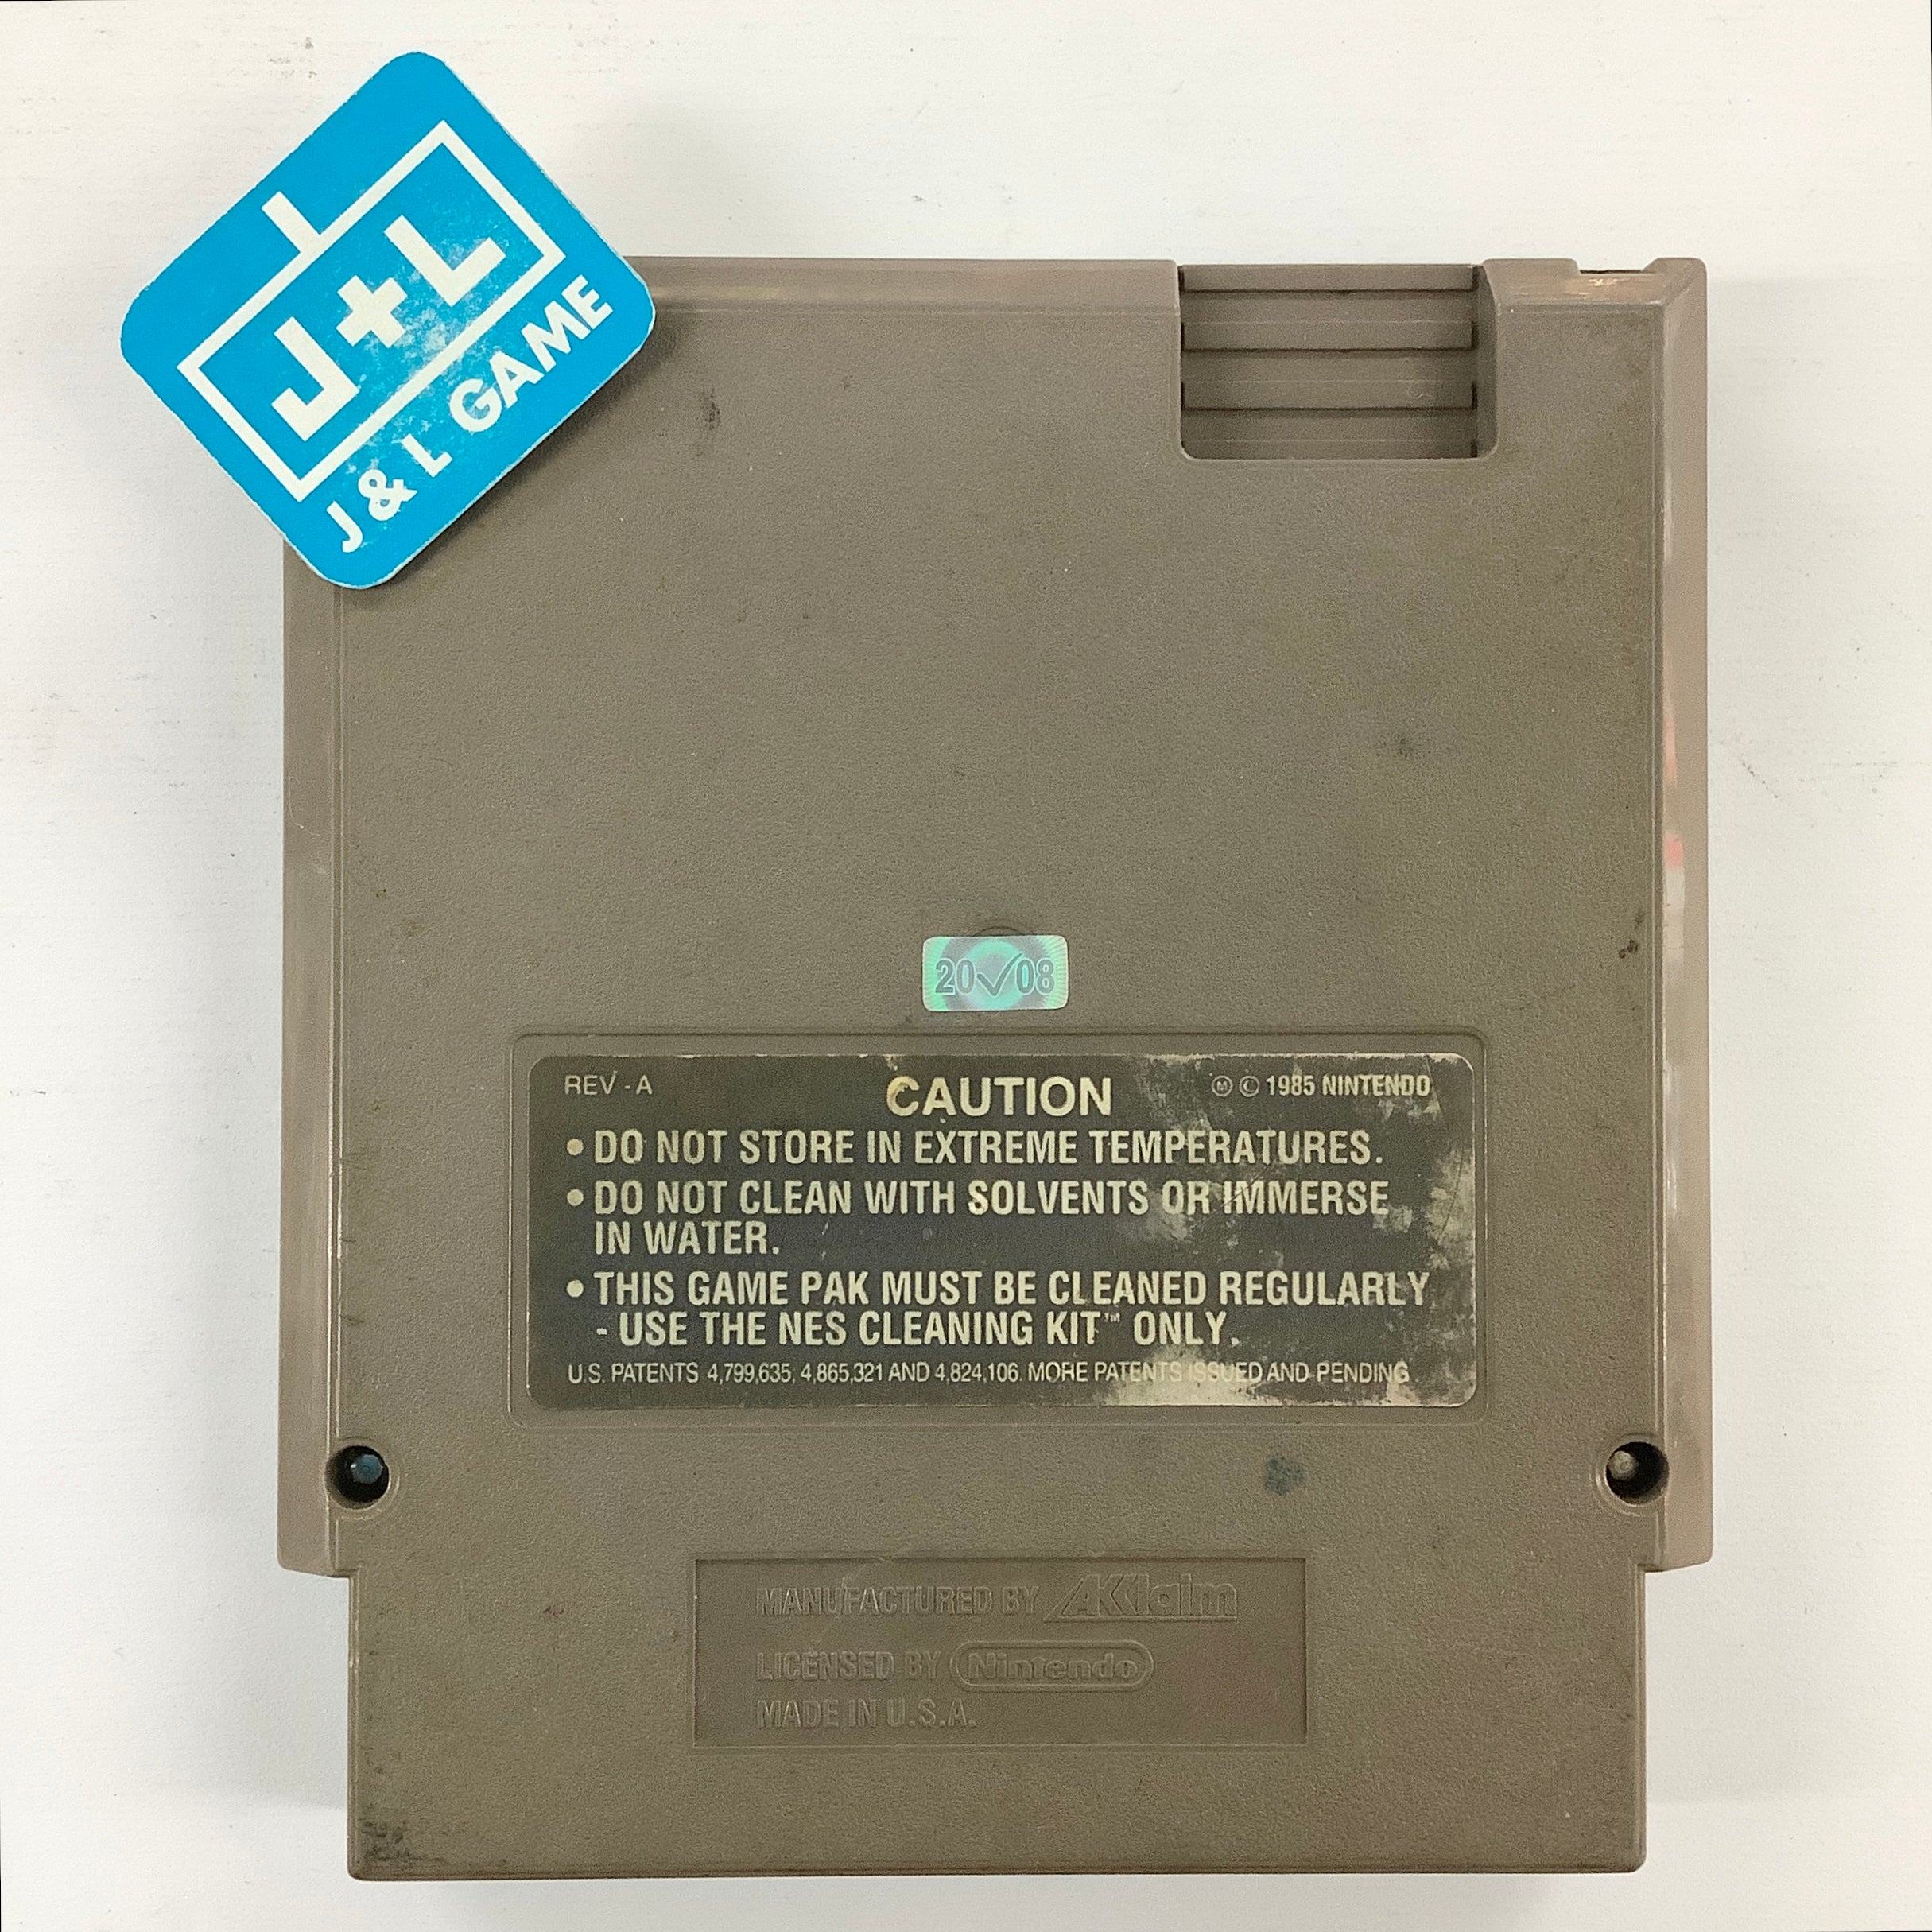 J+L
J & L GAME
20✓08
REV-A CAUTION Ⓜ © 1985 NINTENDO
• DO NOT STORE IN EXTREME TEMPERATURES.
• DO NOT CLEAN WITH SOLVENTS OR IMMERSE
IN WATER.
• THIS GAME PAK MUST BE CLEANED REGULARLY
- USE THE NES CLEANING KIT™ ONLY.
U.S. PATENTS 4,799,635; 4,865,321 AND 4,824,106. MORE PATENTS ISSUED AND PENDING.
MANUFACTURED BY AKKlaim
LICENSED BY Nintendo
MADE IN U.S.A.